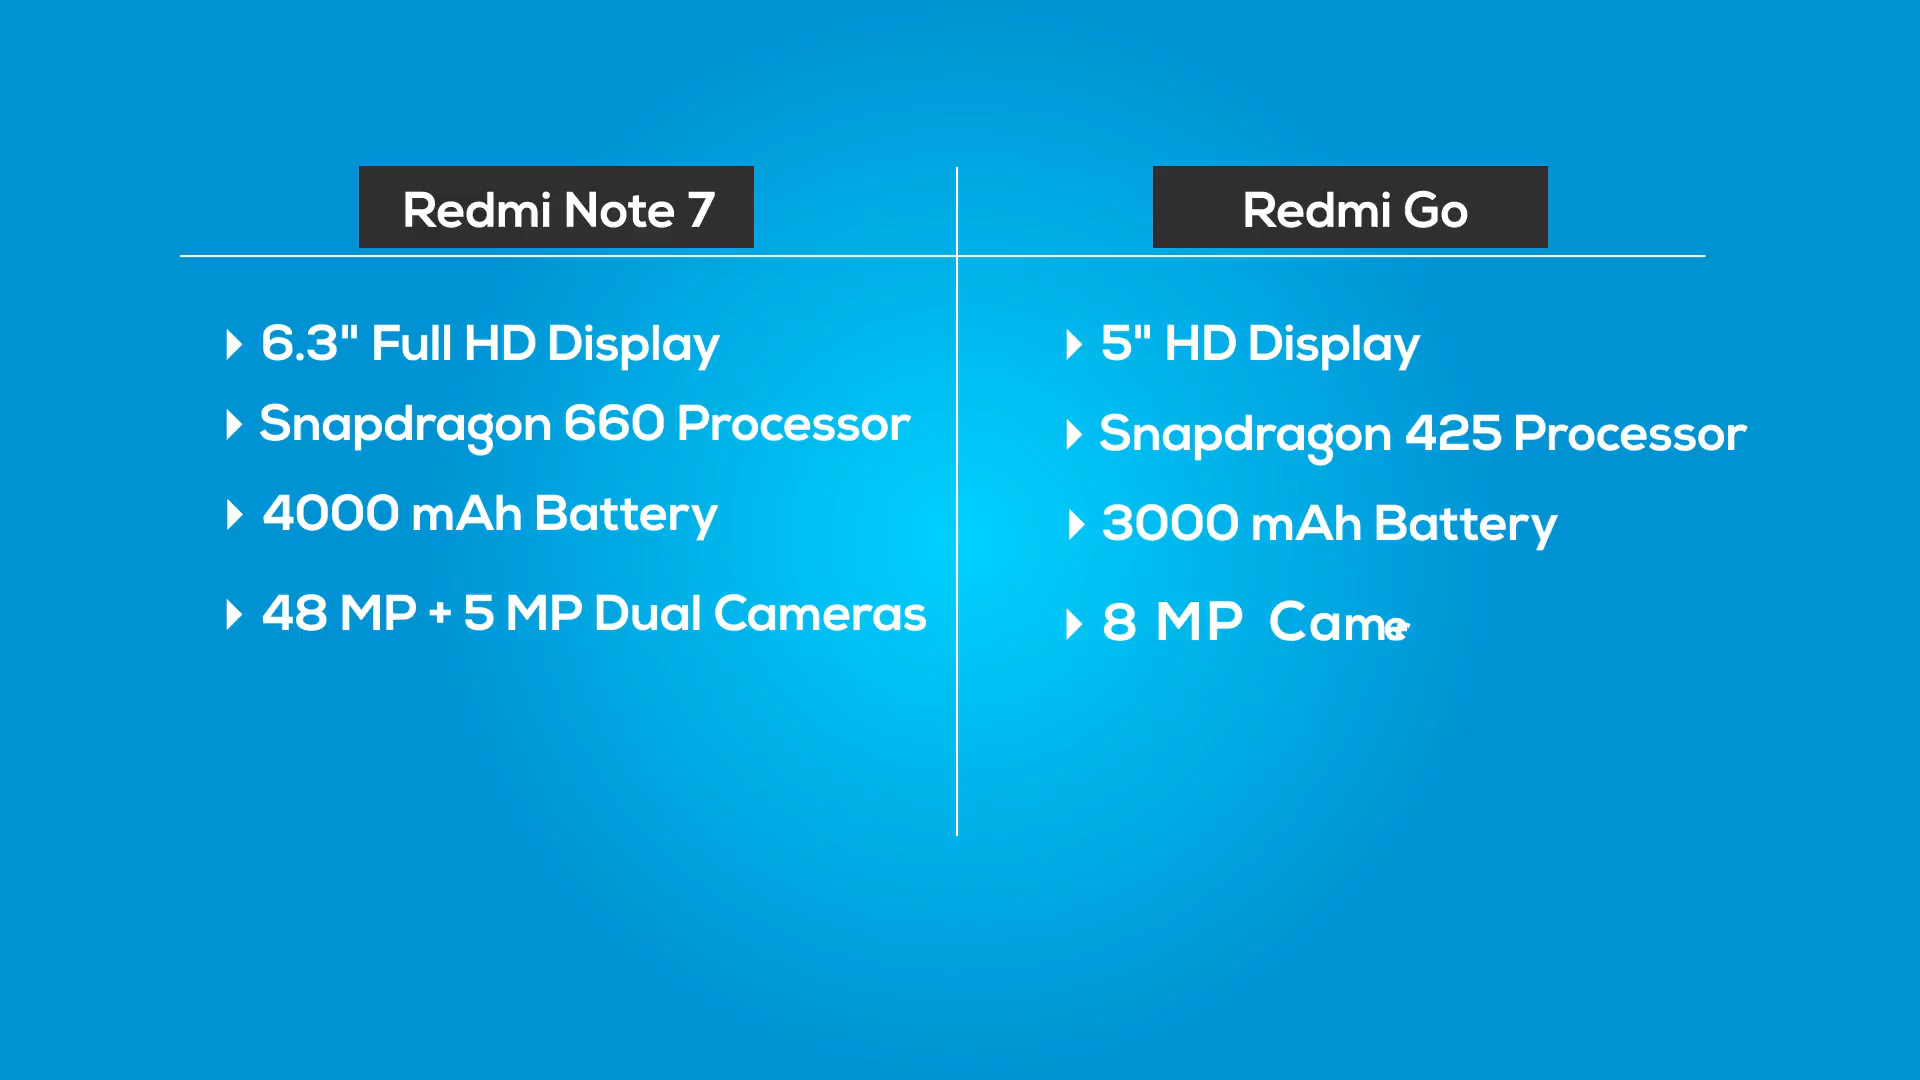 Redmi Note 7
6.3" Full HD Display
Snapdragon 660 Processor
4000 mAh Battery
48 MP + 5 MP Dual Cameras
Redmi Go
5" HD Display
Snapdragon 425 Processor
3000 mAh Battery
8 MP Came